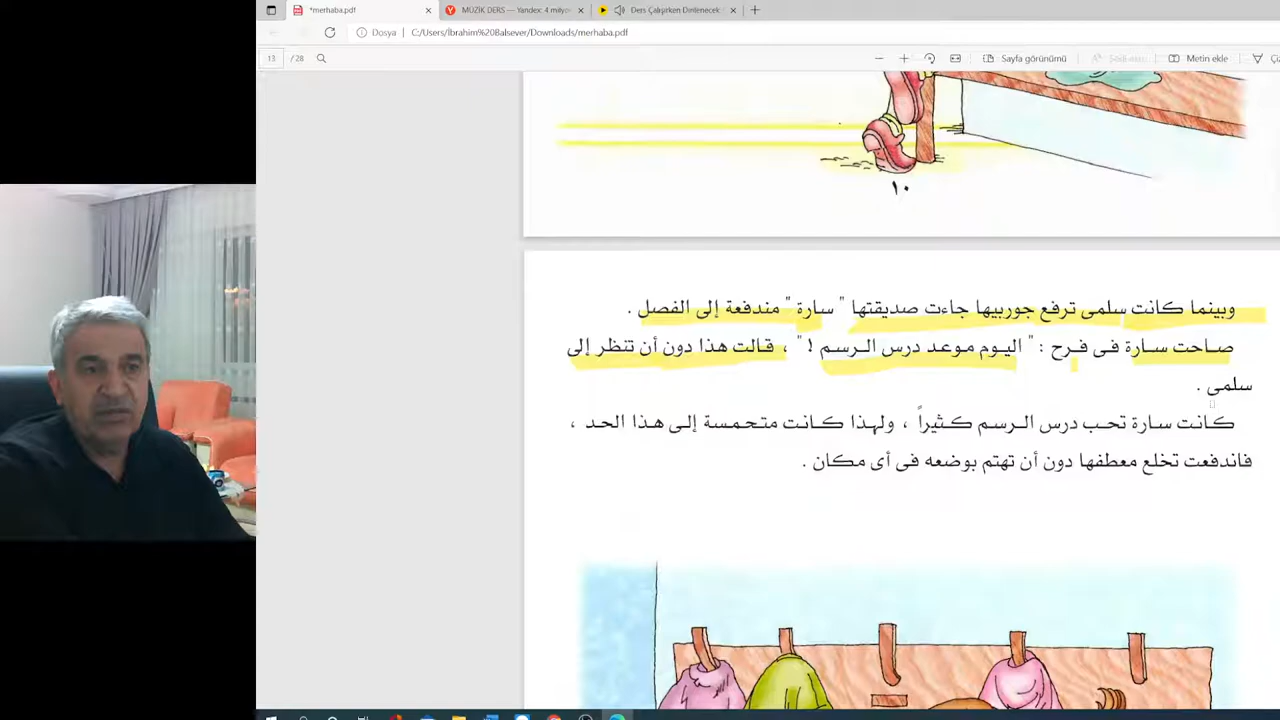 *merhaba.pdf
MÜZİK DERS — Yandex: 4 milyo
Ders Çalışırken Dinlenecek
Dosya
C:/Users/İbrahim%20Balsever/Downloads/merhaba.pdf
13 /28
Sayfa görünümü
Metin ekle
١٠
وبينما كانت سلمى ترفع جوربيها جاءت صديقتها " سارة " مندفعة إلى الفصل .
صاحت سارة فى فرح : " اليوم موعد درس الرسم ! " ، قالت هذا دون أن تنظر إلى
سلمى .
كانت سارة تحب درس الرسم كثيراً ، ولهذا كانت متحمسة إلى هذا الحد ،
فاندفعت تخلع معطفها دون أن تهتم بوضعه فى أى مكان .